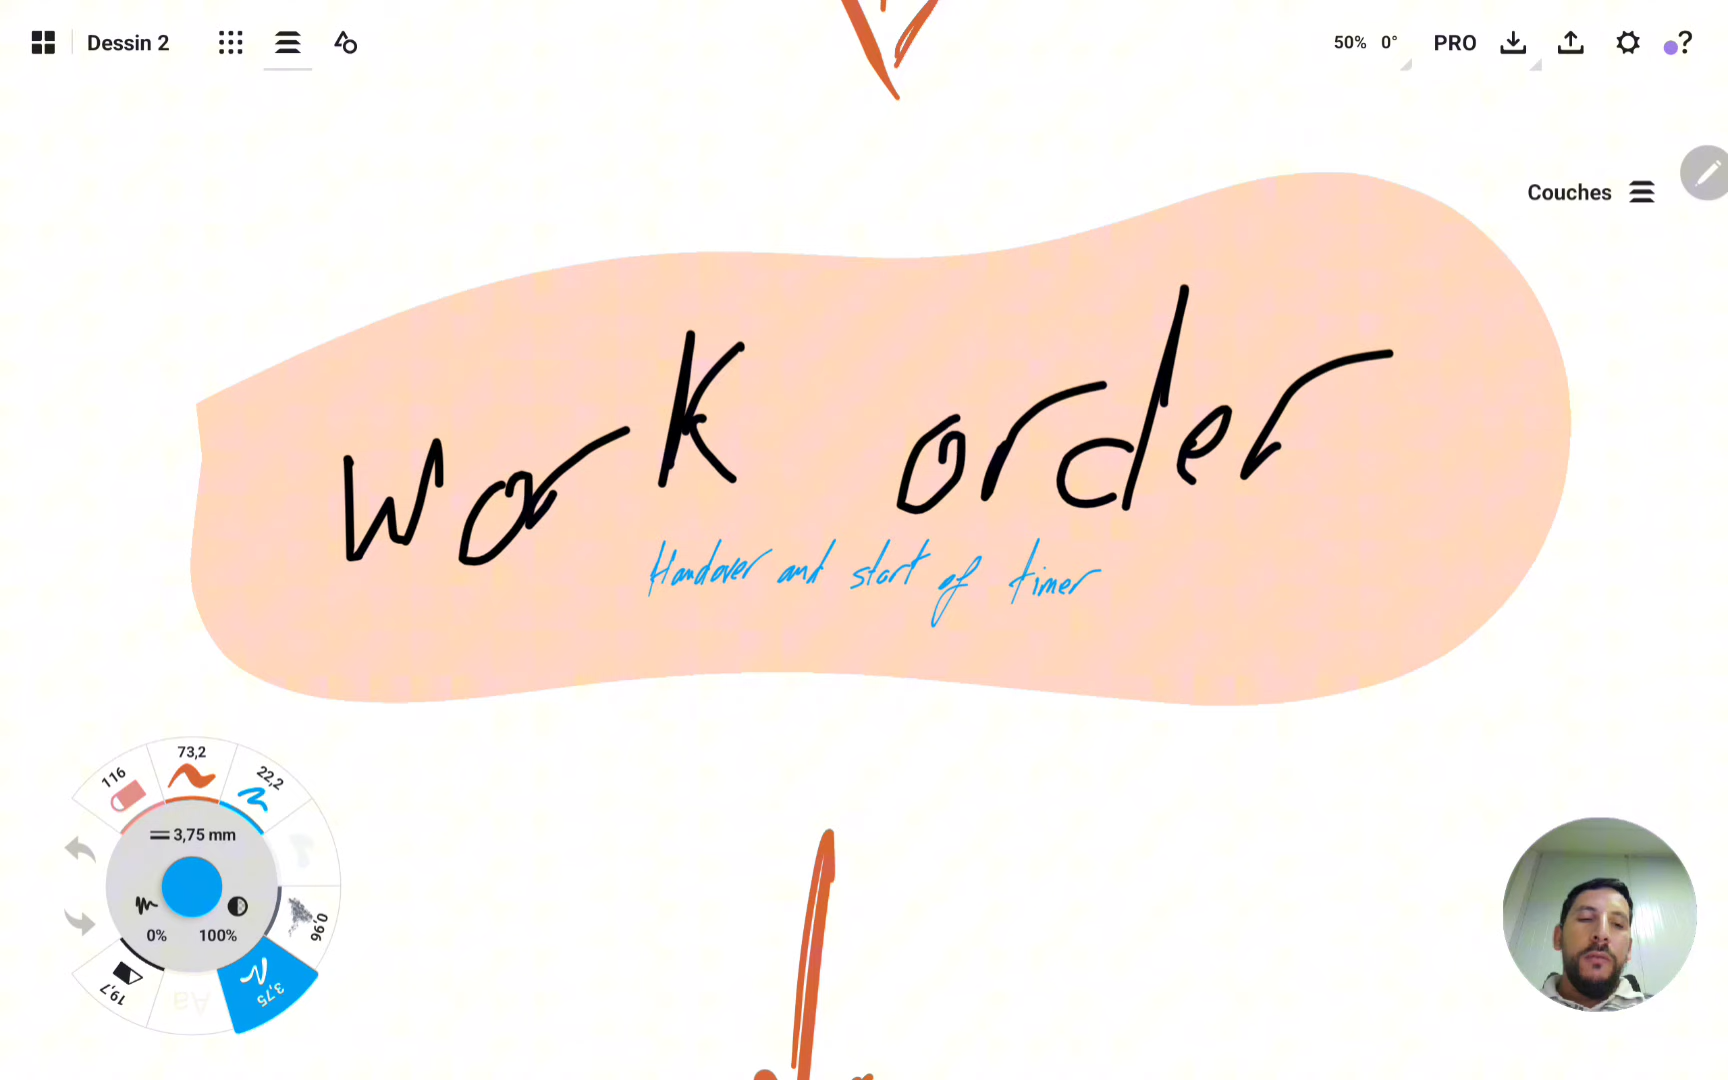 Dessin 2
50% 0° PRO ?
Couches
Work order
Handover and start of timer
73,2
116
22,2
3,75 mm
0% 100%
0,96
3,75
Aa
19,7